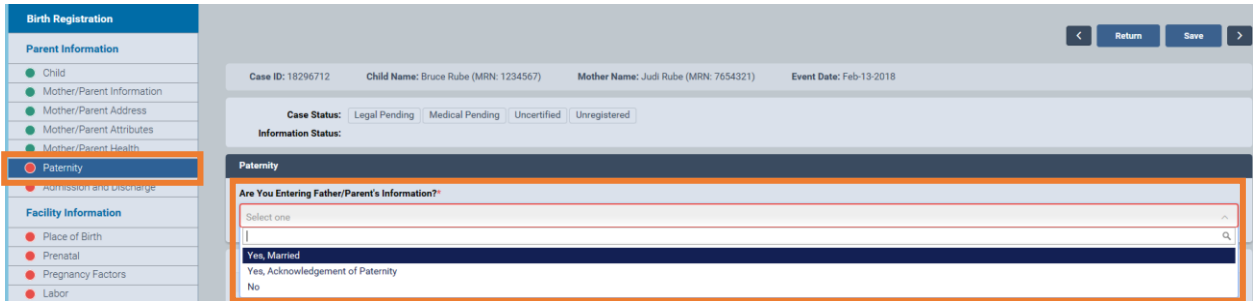 Birth Registration
Parent Information
Child
Mother/Parent Information
Mother/Parent Address
Mother/Parent Attributes
Mother/Parent Health
Paternity
Admission and Discharge
Facility Information
Place of Birth
Prenatal
Pregnancy Factors
Labor
< Return Save >
Case ID: 18296712 Child Name: Bruce Rube (MRN: 1234567) Mother Name: Judi Rube (MRN: 7654321) Event Date: Feb-13-2018
Case Status: Legal Pending Medical Pending Uncertified Unregistered
Information Status:
Paternity
Are You Entering Father/Parent's Information?*
Select one
Yes, Married
Yes, Acknowledgement of Paternity
No